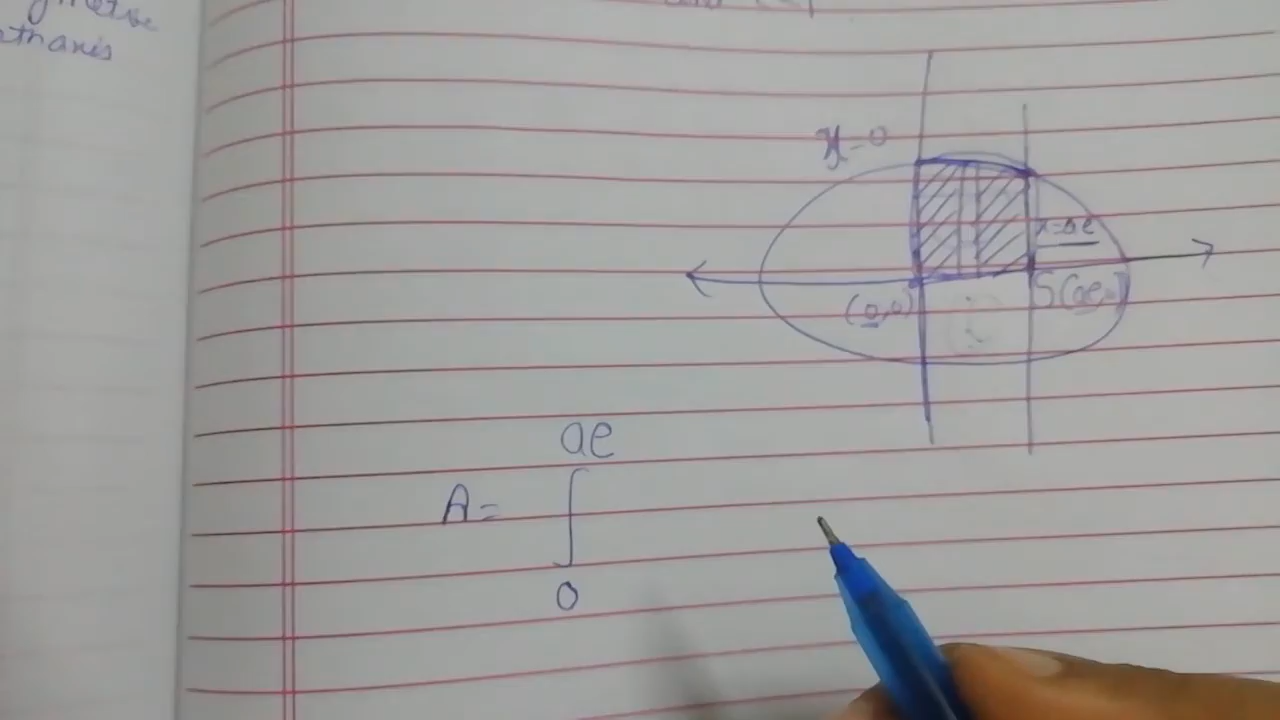 x=0
x=ae
(0,0)
S(ae,0)
ae
A= ∫
0